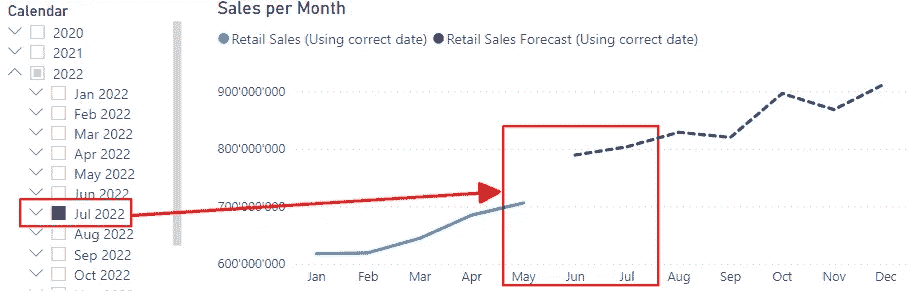 Calendar
2020
2021
2022
Jan 2022
Feb 2022
Mar 2022
Apr 2022
May 2022
Jun 2022
Jul 2022
Aug 2022
Sep 2022
Oct 2022
Sales per Month
Retail Sales (Using correct date) Retail Sales Forecast (Using correct date)
900'000'000
800'000'000
700'000'000
600'000'000
Jan Feb Mar Apr May Jun Jul Aug Sep Oct Nov Dec